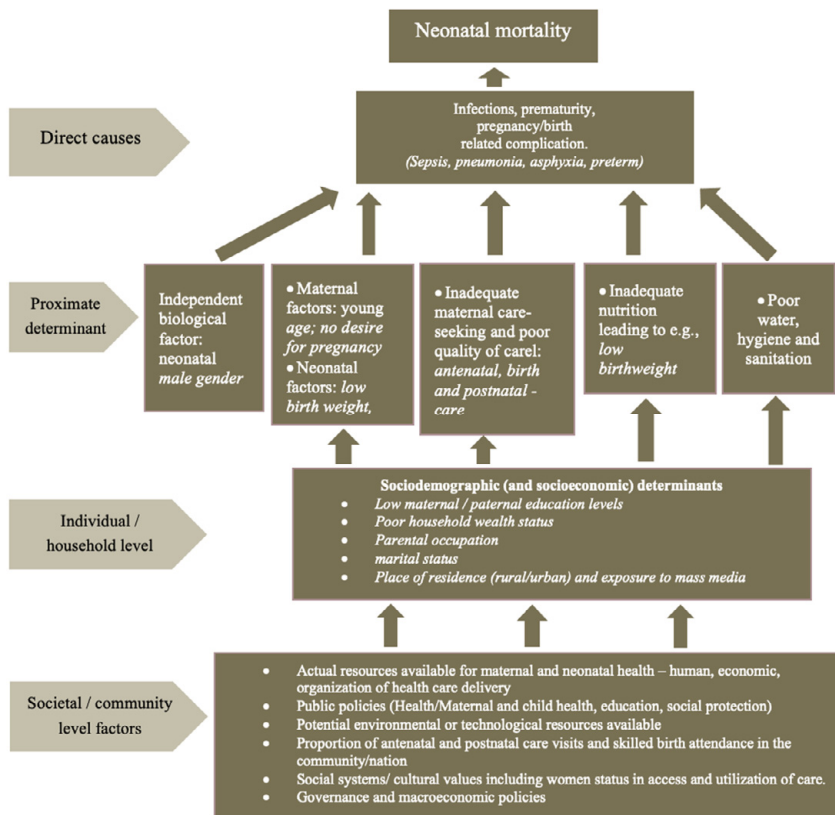 Neonatal mortality
Direct causes
Infections, prematurity,
pregnancy/birth
related complication.
(Sepsis, pneumonia, asphyxia, preterm)
Proximate
determinant
Independent
biological
factor:
neonatal
male gender
● Maternal
factors: young
age; no desire
for pregnancy
● Neonatal
factors: low
birth weight,
● Inadequate
maternal care-
seeking and poor
quality of carel:
antenatal, birth
and postnatal -
care
● Inadequate
nutrition
leading to e.g.,
low
birthweight
● Poor
water,
hygiene and
sanitation
Individual /
household level
Sociodemographic (and socioeconomic) determinants
● Low maternal / paternal education levels
● Poor household wealth status
● Parental occupation
● marital status
● Place of residence (rural/urban) and exposure to mass media
Societal / community
level factors
● Actual resources available for maternal and neonatal health – human, economic,
organization of health care delivery
● Public policies (Health/Maternal and child health, education, social protection)
● Potential environmental or technological resources available
● Proportion of antenatal and postnatal care visits and skilled birth attendance in the
community/nation
● Social systems/ cultural values including women status in access and utilization of care.
● Governance and macroeconomic policies